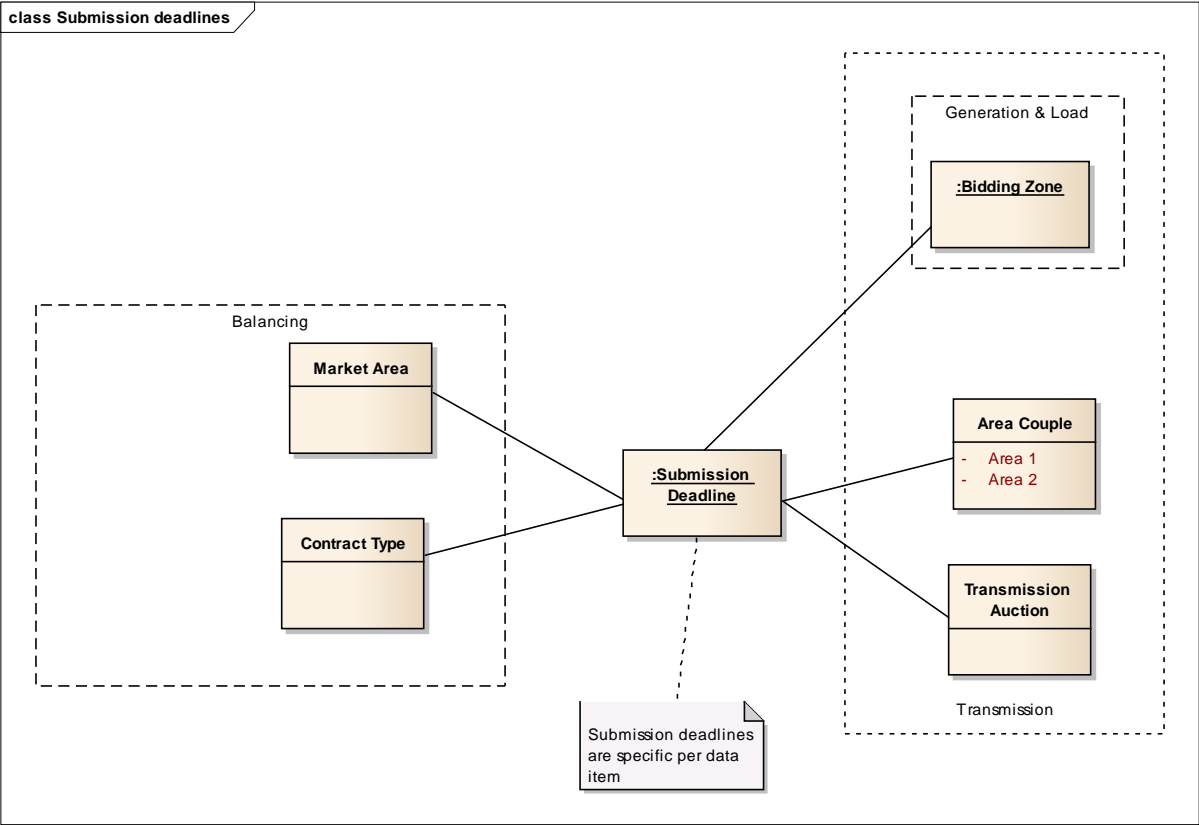 class Submission deadlines
Generation & Load
:Bidding Zone
Balancing
Market Area
Area Couple
- Area 1
- Area 2
:Submission
Deadline
Contract Type
Transmission
Auction
Transmission
Submission deadlines
are specific per data
item